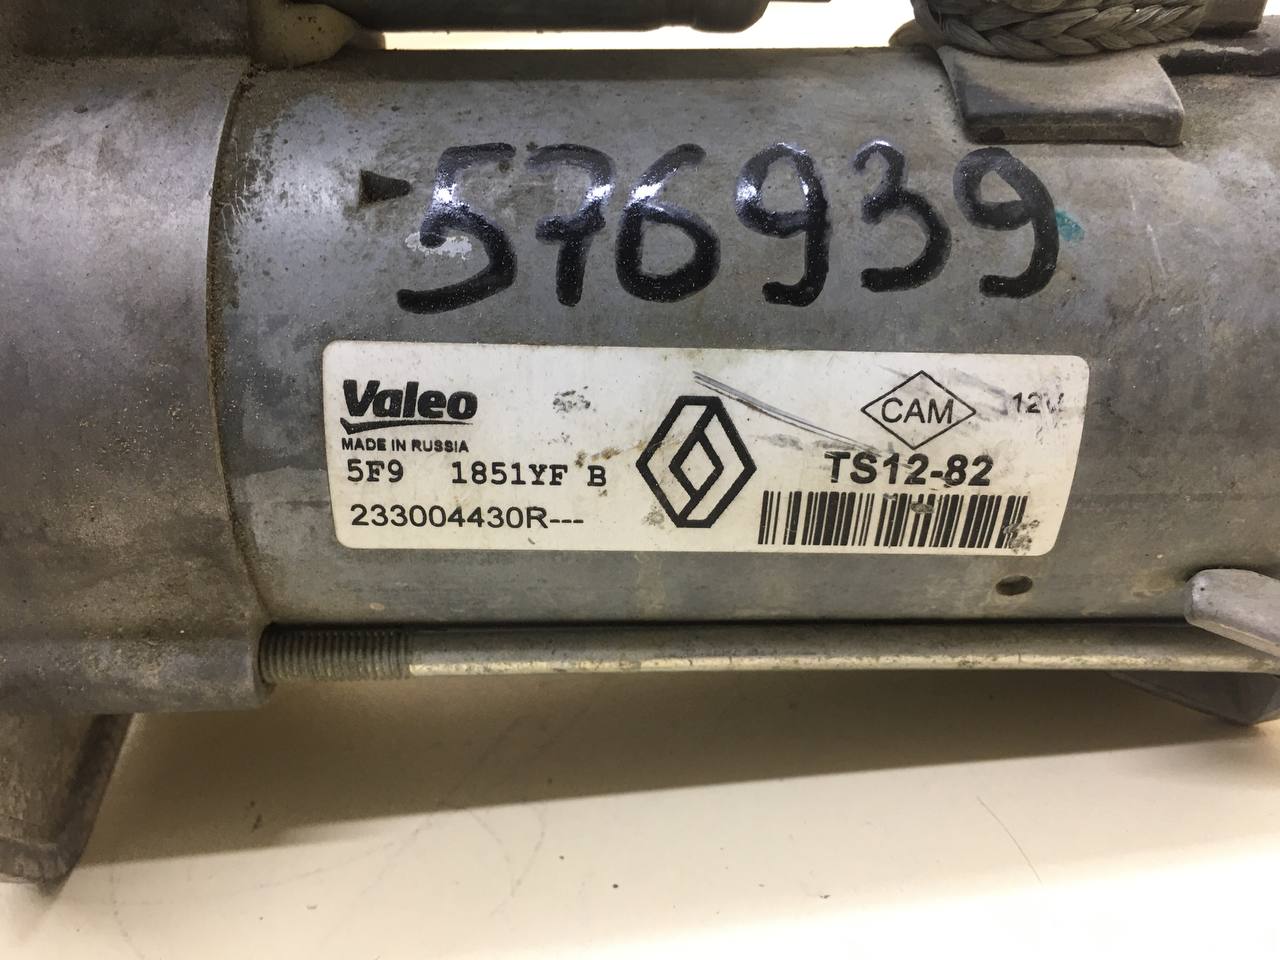 576939
Valeo
MADE IN RUSSIA
5F9 1851YF B
233004430R---
CAM
12V
TS12-82